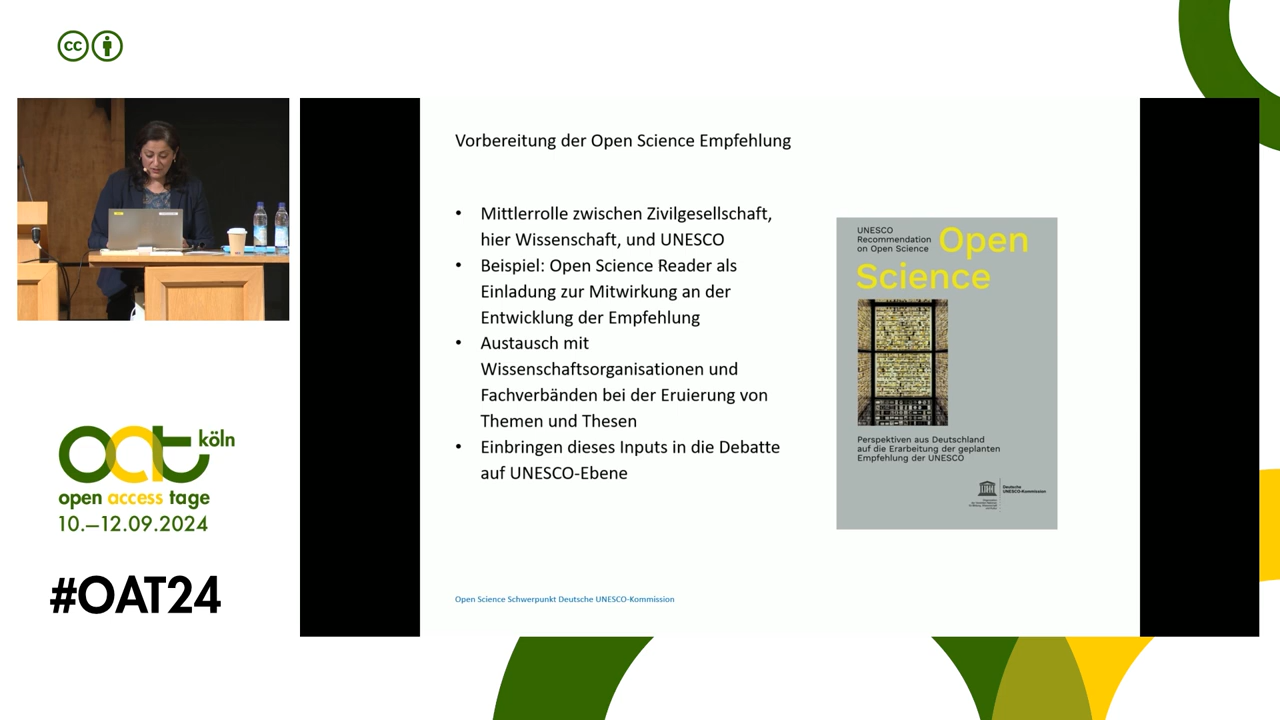 cc
Vorbereitung der Open Science Empfehlung
• Mittlerrolle zwischen Zivilgesellschaft,
hier Wissenschaft, und UNESCO
• Beispiel: Open Science Reader als
Einladung zur Mitwirkung an der
Entwicklung der Empfehlung
• Austausch mit
Wissenschaftsorganisationen und
Fachverbänden bei der Eruierung von
Themen und Thesen
• Einbringen dieses Inputs in die Debatte
auf UNESCO-Ebene
UNESCO
Recommendation
on Open Science
Open
Science
Perspektiven aus Deutschland
auf die Erarbeitung der geplanten
Empfehlung der UNESCO
Deutsche
UNESCO-Kommission
Open Science Schwerpunkt Deutsche UNESCO-Kommission
oat köln
open access tage
10.–12.09.2024
#OAT24